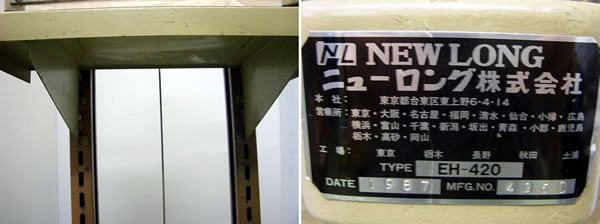 NL NEW LONG
ニューロング株式会社
本社： 東京都台東区東上野6-4-14
営業所： 東京・大阪・名古屋・福岡・清水・仙台・小樽・広島
横浜・富山・千葉・新潟・坂出・青森・小郡・鹿児島
栃木・高砂・岡山
工場： 東京 栃木 長野 秋田 土浦
TYPE EH-420
DATE 1987 MFG.NO.